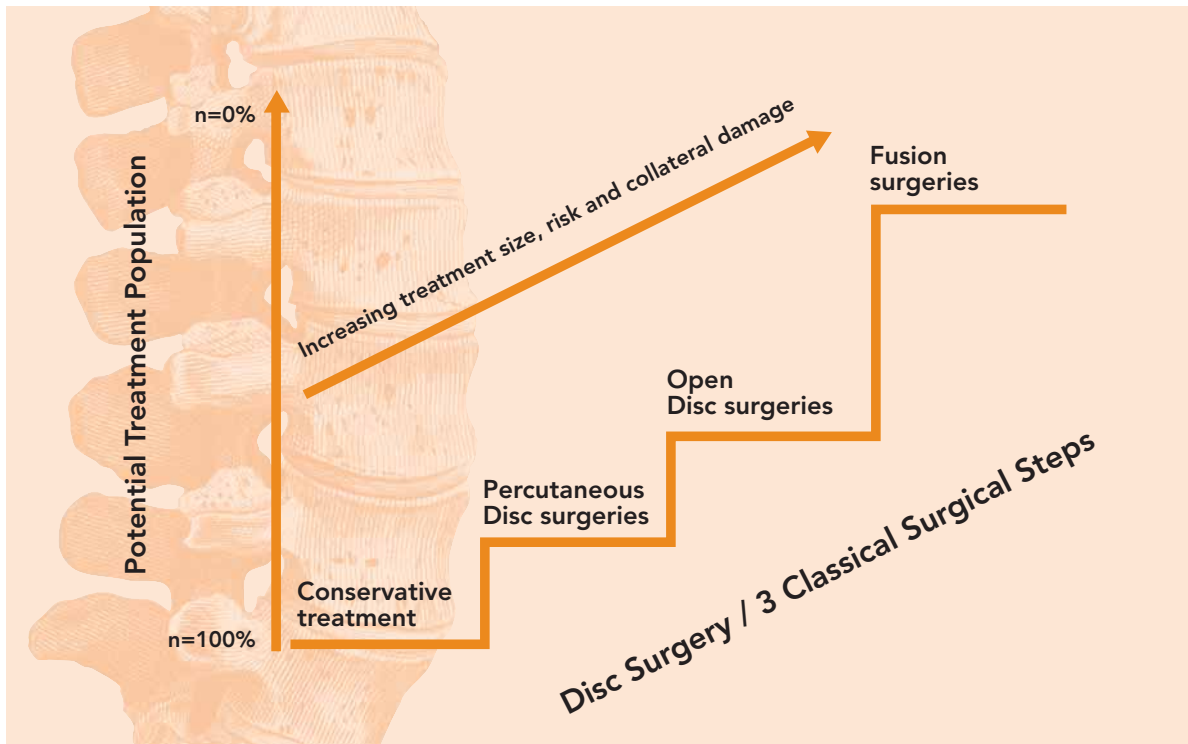 n=0%
Potential Treatment Population
n=100%
Increasing treatment size, risk and collateral damage
Fusion
surgeries
Open
Disc surgeries
Percutaneous
Disc surgeries
Conservative
treatment
Disc Surgery / 3 Classical Surgical Steps